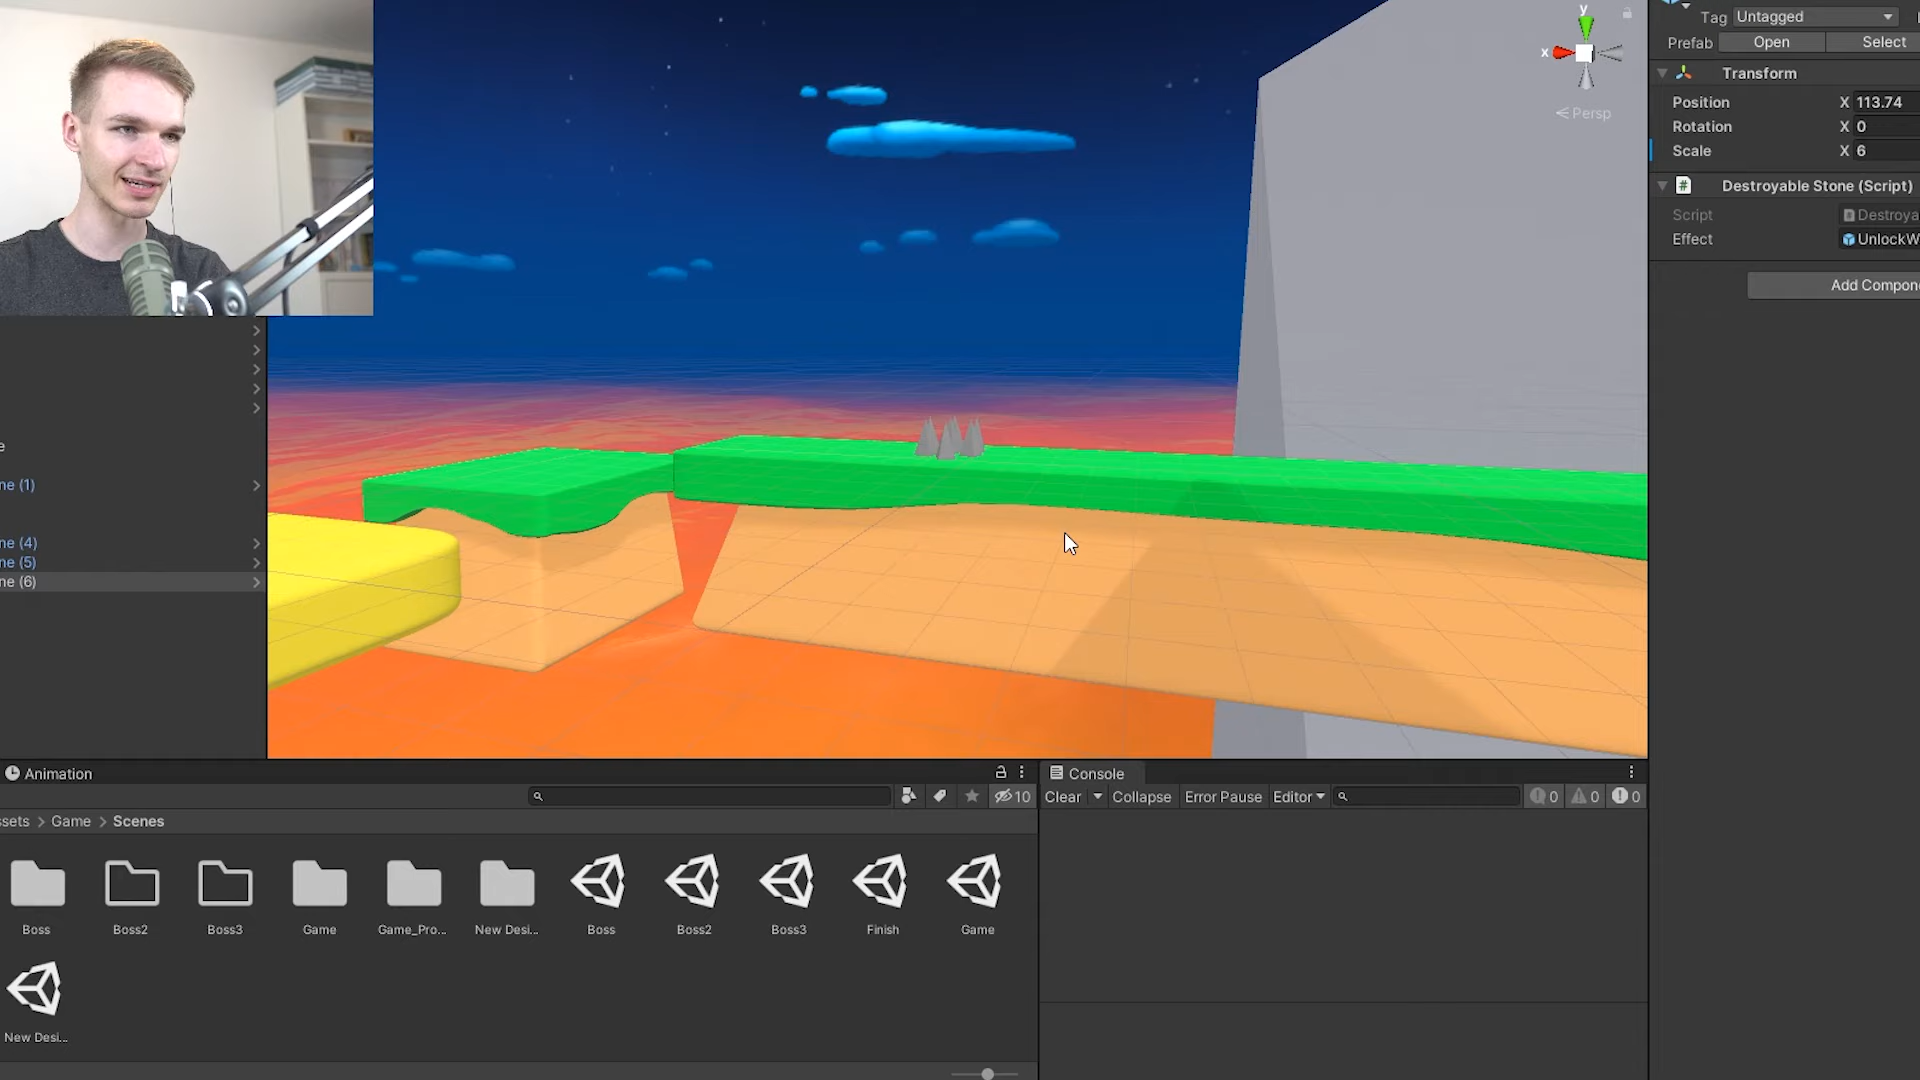 y
x
Persp
Tag Untagged
Prefab Open Select
Transform
Position X 113.74
Rotation X 0
Scale X 6
# Destroyable Stone (Script)
Script Destroya
Effect UnlockW
Add Compon
e
ne (1)
ne (4)
ne (5)
ne (6)
Animation
10
ssets > Game > Scenes
Boss
Boss2
Boss3
Game
Game_Pro...
New Desi...
Boss
Boss2
Boss3
Finish
Game
New Desi...
Console
Clear Collapse Error Pause Editor 0 0 0